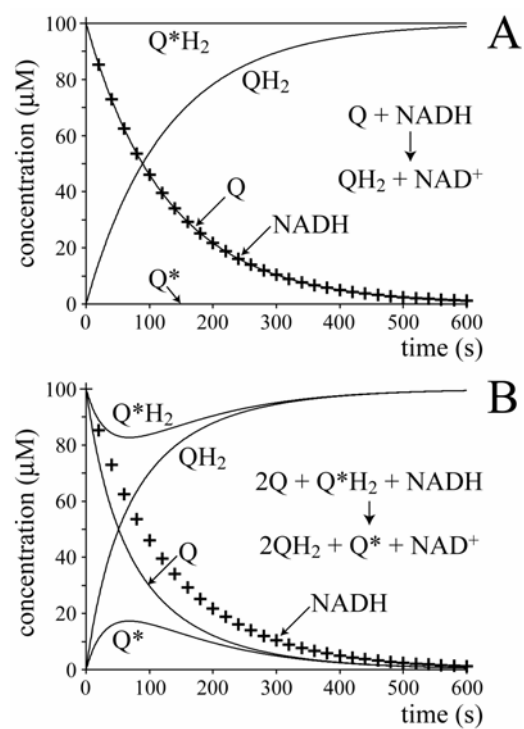 A
100
Q*H₂
QH₂
80
Q + NADH
60
QH₂ + NAD⁺
40
Q
NADH
20
Q*
0
0 100 200 300 400 500 600
time (s)
concentration (μM)
B
100
Q*H₂
QH₂
80
2Q + Q*H₂ + NADH
60
2QH₂ + Q* + NAD⁺
40
Q
NADH
20
Q*
0
0 100 200 300 400 500 600
time (s)
concentration (μM)